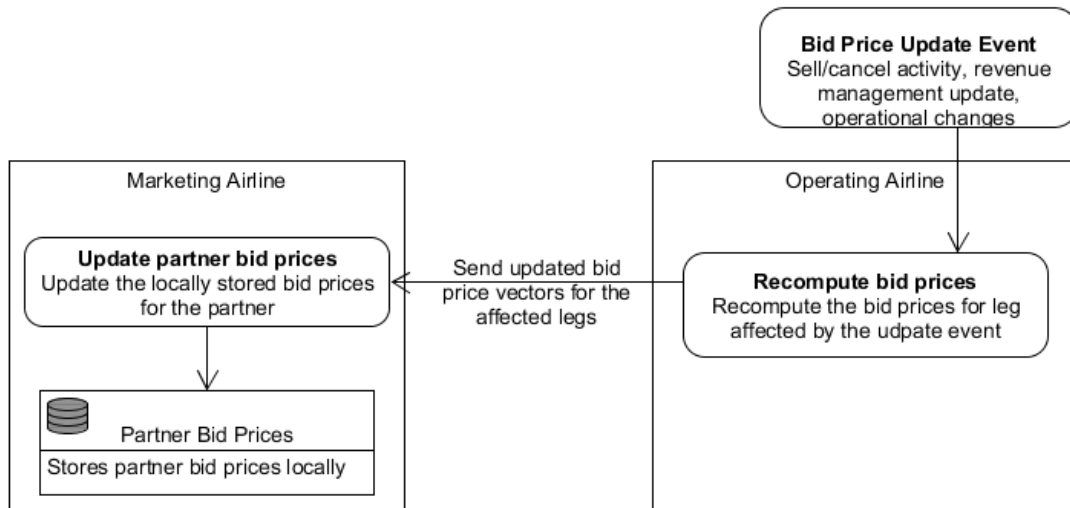 Bid Price Update Event
Sell/cancel activity, revenue
management update,
operational changes
Marketing Airline
Operating Airline
Update partner bid prices
Update the locally stored bid prices
for the partner
Send updated bid
price vectors for the
affected legs
Recompute bid prices
Recompute the bid prices for leg
affected by the udpate event
Partner Bid Prices
Stores partner bid prices locally